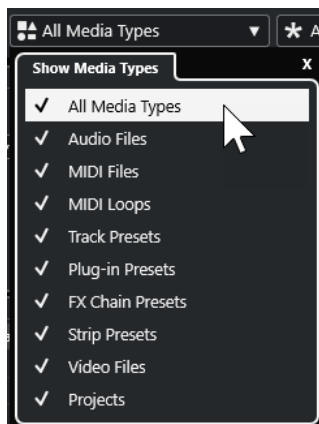 All Media Types
Show Media Types
X
All Media Types
Audio Files
MIDI Files
MIDI Loops
Track Presets
Plug-in Presets
FX Chain Presets
Strip Presets
Video Files
Projects